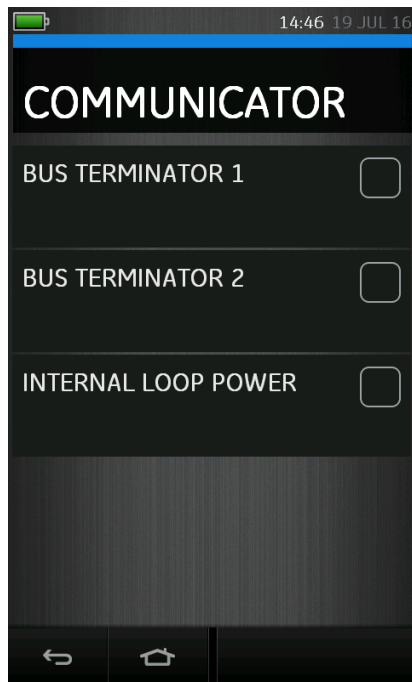 14:46 19 JUL 16
COMMUNICATOR
BUS TERMINATOR 1
BUS TERMINATOR 2
INTERNAL LOOP POWER